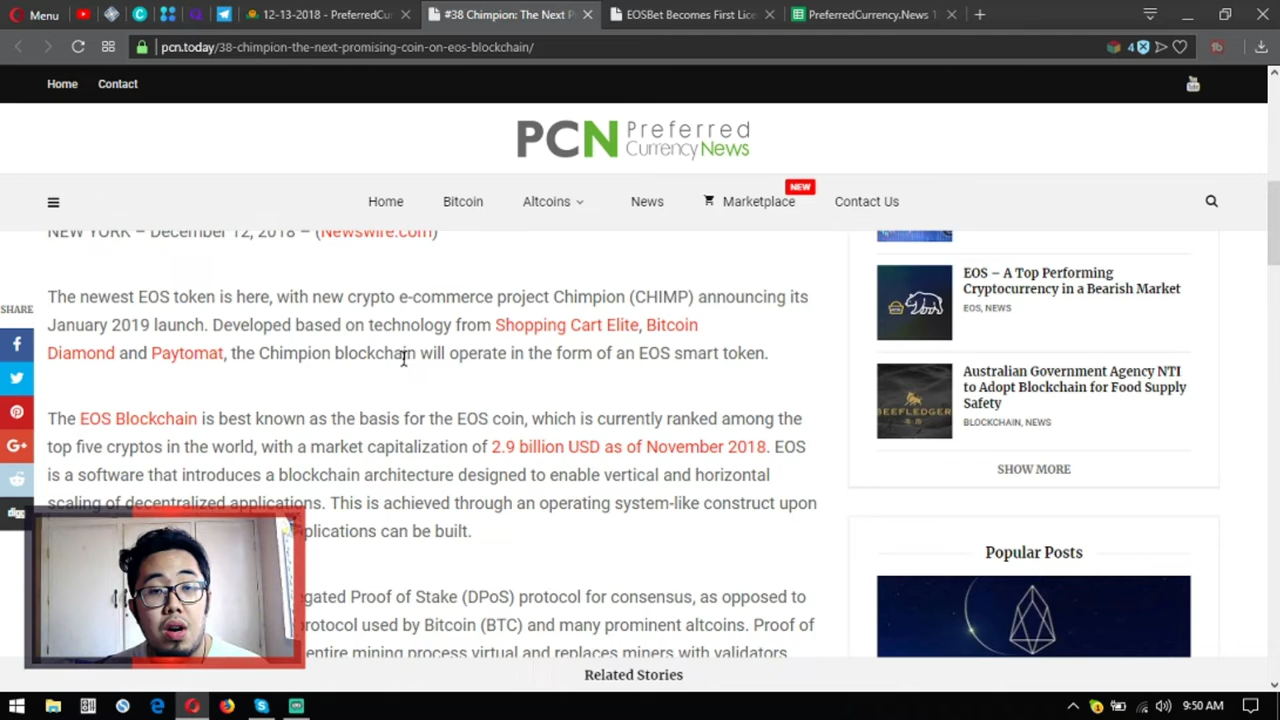 Menu
12-13-2018 - PreferredCu
#38 Chimpion: The Next P
EOSBet Becomes First Lice
PreferredCurrency.News 1
pcn.today/38-chimpion-the-next-promising-coin-on-eos-blockchain/
4
Home Contact
PCN Preferred
CurrencyNews
NEW
Home Bitcoin Altcoins News Marketplace Contact Us
NEW YORK – December 12, 2018 – (Newswire.com)
The newest EOS token is here, with new crypto e-commerce project Chimpion (CHIMP) announcing its
January 2019 launch. Developed based on technology from Shopping Cart Elite, Bitcoin
Diamond and Paytomat, the Chimpion blockchain will operate in the form of an EOS smart token.
The EOS Blockchain is best known as the basis for the EOS coin, which is currently ranked among the
top five cryptos in the world, with a market capitalization of 2.9 billion USD as of November 2018. EOS
is a software that introduces a blockchain architecture designed to enable vertical and horizontal
scaling of decentralized applications. This is achieved through an operating system-like construct upon
plications can be built.
gated Proof of Stake (DPoS) protocol for consensus, as opposed to
protocol used by Bitcoin (BTC) and many prominent altcoins. Proof of
entire mining process virtual and replaces miners with validators
SHARE
G+
digg
EOS – A Top Performing
Cryptocurrency in a Bearish Market
EOS, NEWS
BEEFLEDGER
Australian Government Agency NTI
to Adopt Blockchain for Food Supply
Safety
BLOCKCHAIN, NEWS
SHOW MORE
Popular Posts
Related Stories
9:50 AM